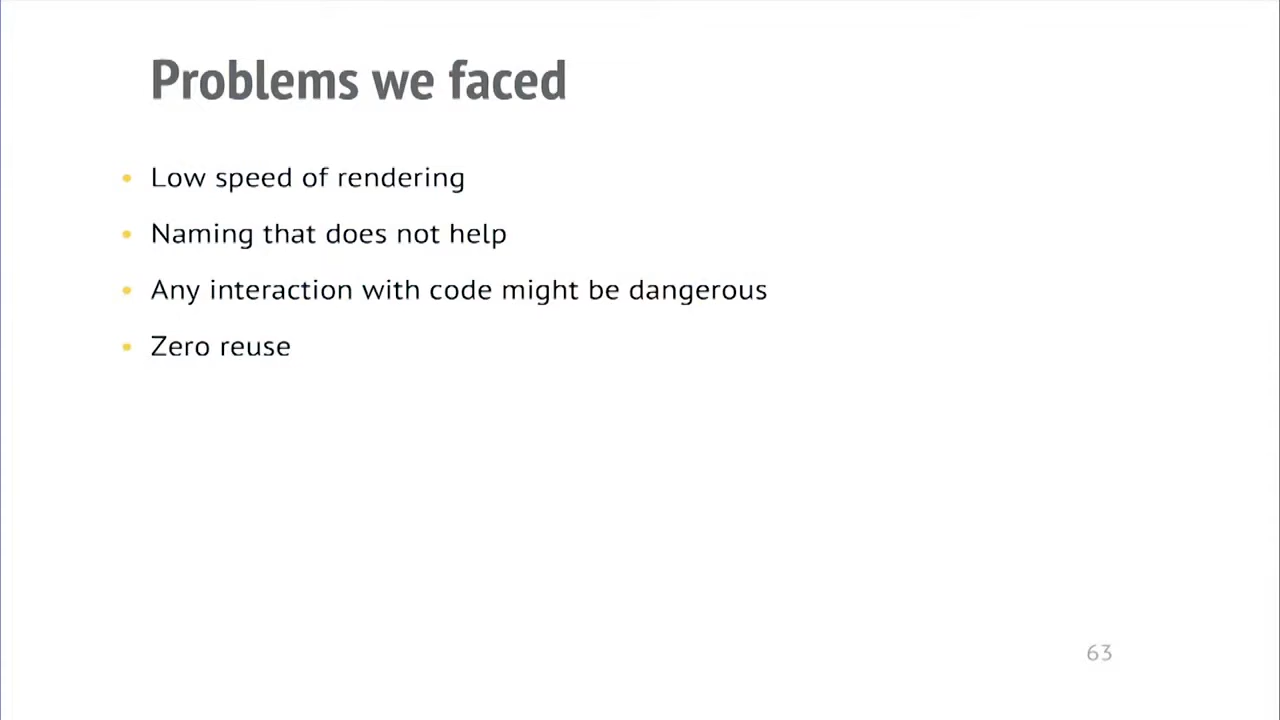 Problems we faced
• Low speed of rendering
• Naming that does not help
• Any interaction with code might be dangerous
• Zero reuse
63